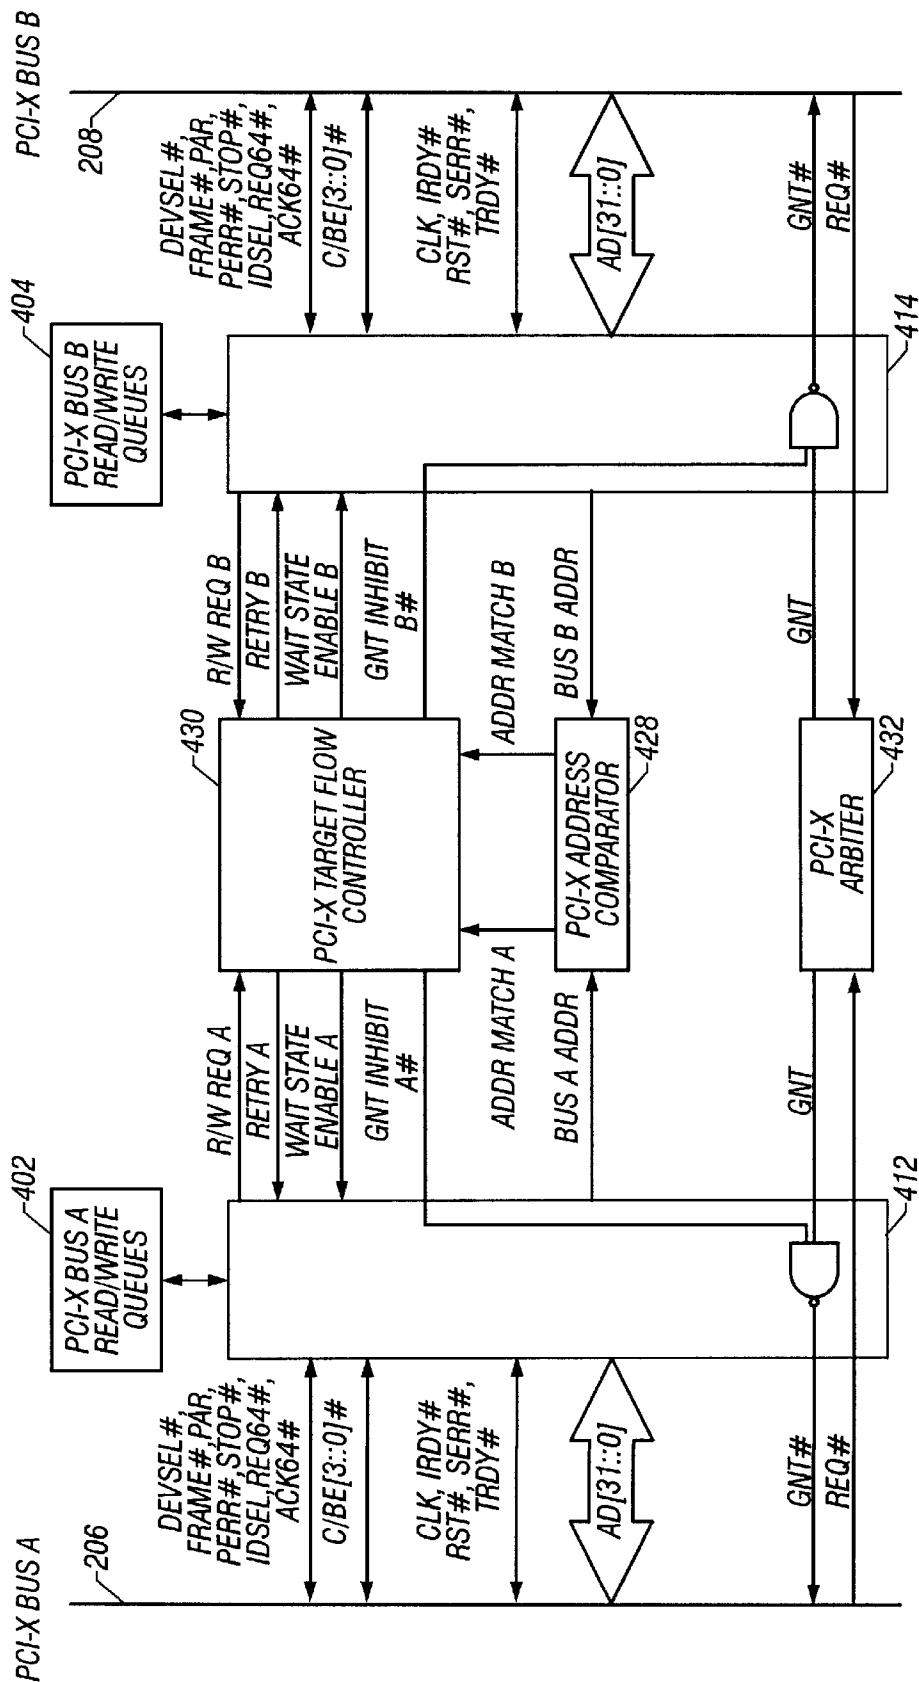 PCI-X BUS A
206
DEVSEL#,
FRAME#,PAR,
PERR#,STOP#,
IDSEL,REQ64#,
ACK64#
C/BE[3::0]#
CLK, IRDY#
RST#, SERR#,
TRDY#
AD[31::0]
GNT#
REQ#
PCI-X BUS A
READ/WRITE
QUEUES
402
412
R/W REQ A
RETRY A
WAIT STATE
ENABLE A
GNT INHIBIT
A#
ADDR MATCH A
BUS A ADDR
GNT
430
PCI-X TARGET FLOW
CONTROLLER
PCI-X ADDRESS
COMPARATOR
428
PCI-X
ARBITER
432
R/W REQ B
RETRY B
WAIT STATE
ENABLE B
GNT INHIBIT
B#
ADDR MATCH B
BUS B ADDR
GNT
PCI-X BUS B
READ/WRITE
QUEUES
404
414
DEVSEL#,
FRAME#,PAR,
PERR#,STOP#,
IDSEL,REQ64#,
ACK64#
C/BE[3::0]#
CLK, IRDY#
RST#, SERR#,
TRDY#
AD[31::0]
GNT#
REQ#
208
PCI-X BUS B